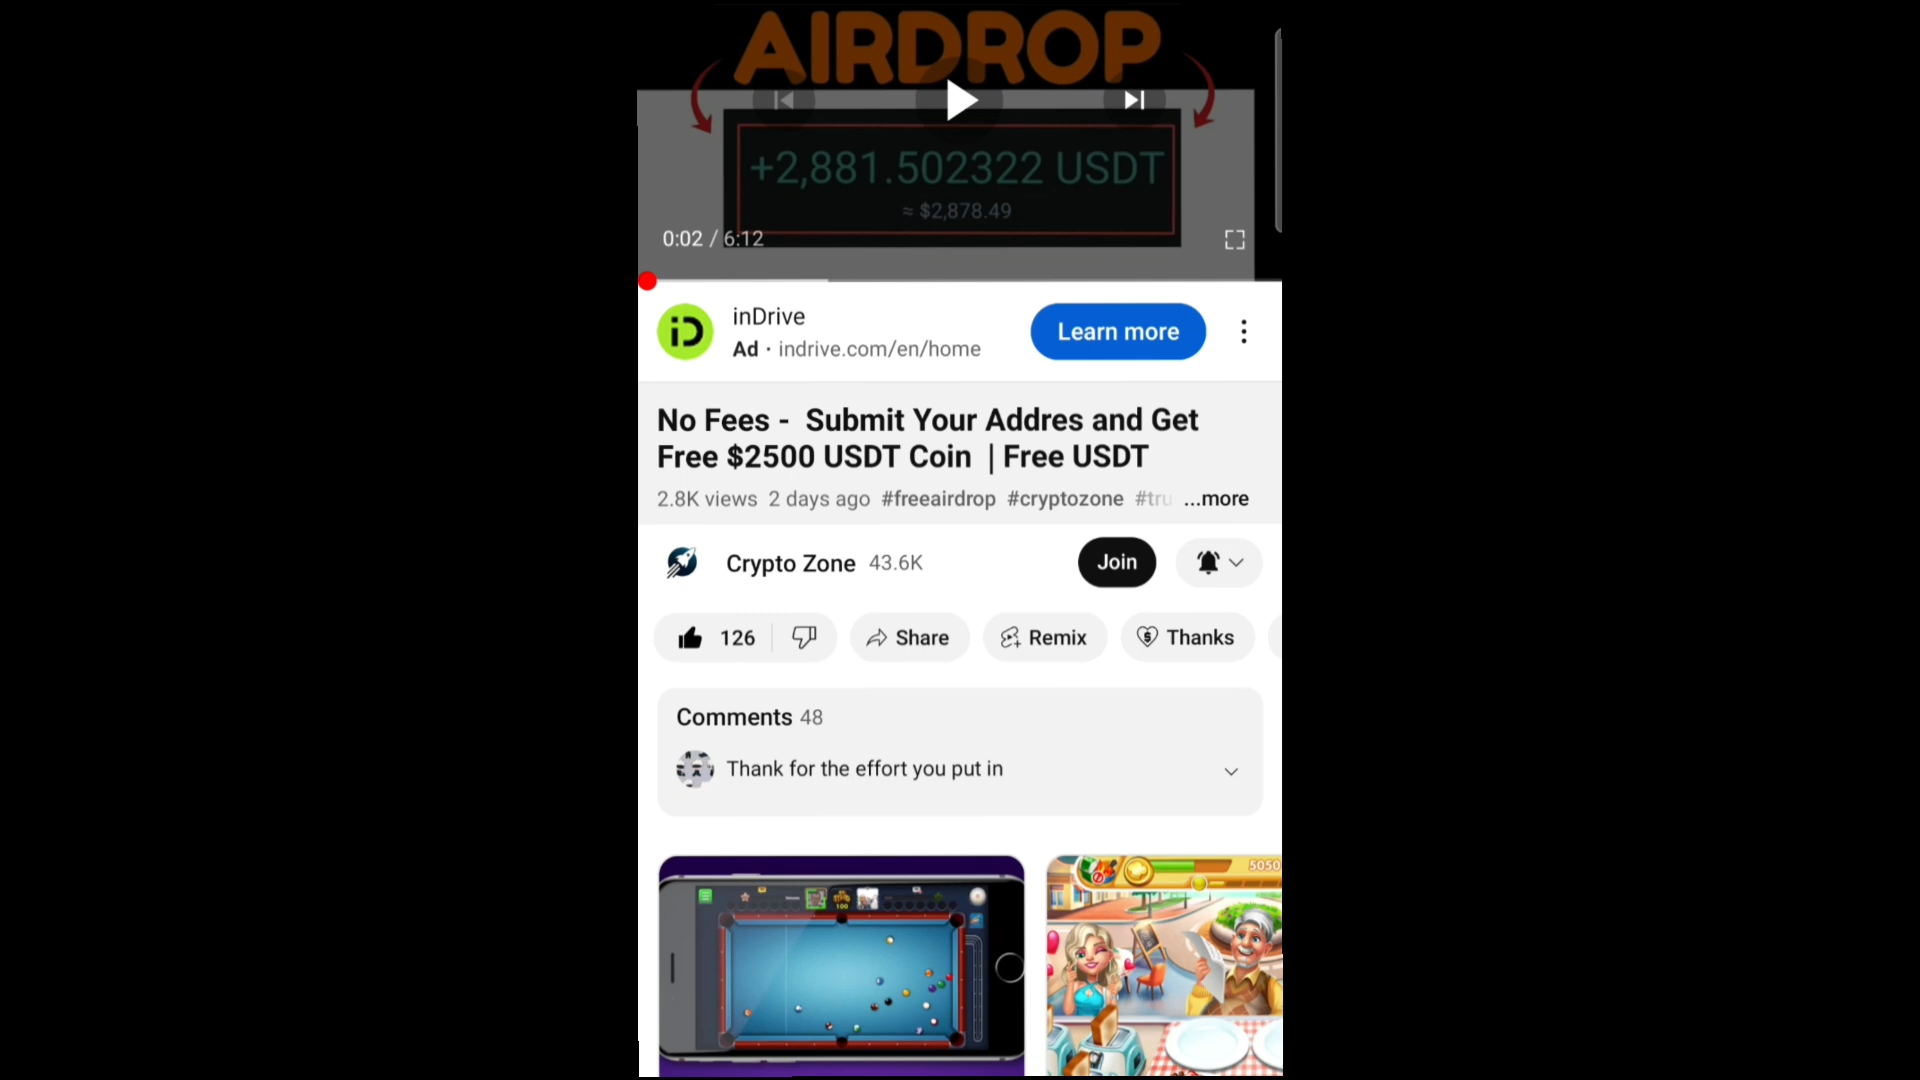 AIRDROP
+2,881.502322 USDT
≈ $2,878.49
0:02 / 6:12
iD
inDrive
Ad · indrive.com/en/home
Learn more
No Fees - Submit Your Addres and Get
Free $2500 USDT Coin | Free USDT
2.8K views 2 days ago #freeairdrop #cryptozone #tru ...more
Crypto Zone 43.6K
Join
126
Share
Remix
Thanks
Comments 48
Thank for the effort you put in
100
5050